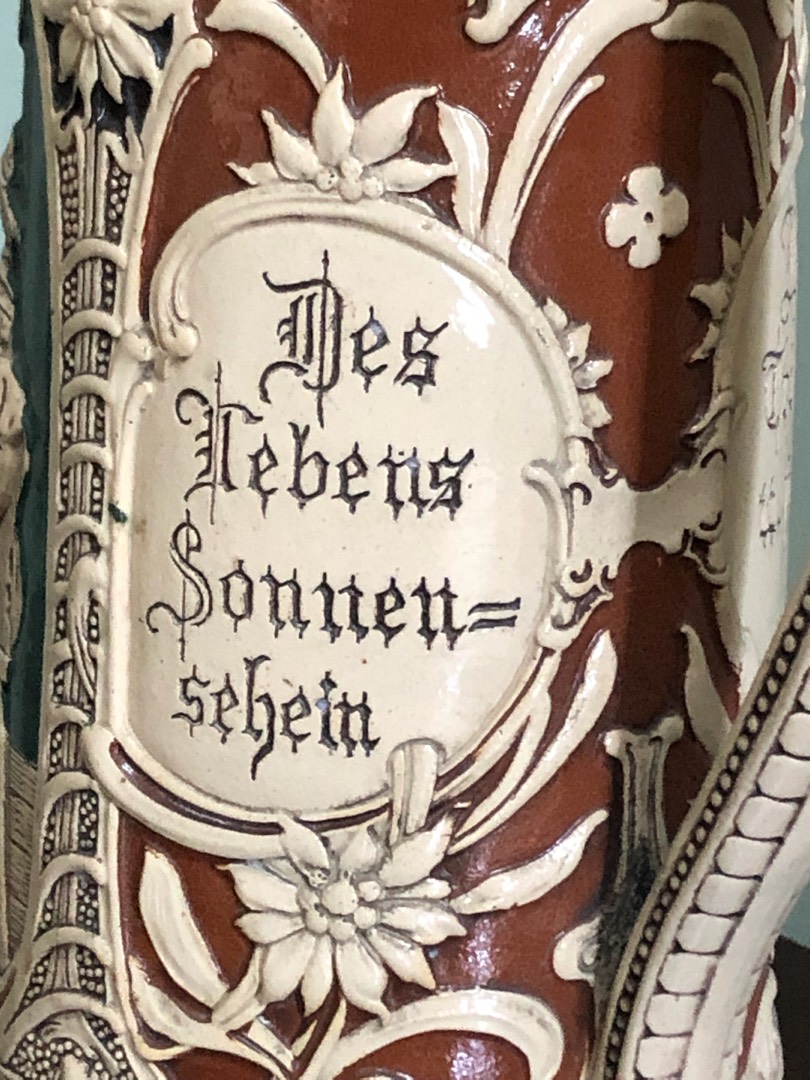 Des
Lebens
Sonnen=
schein